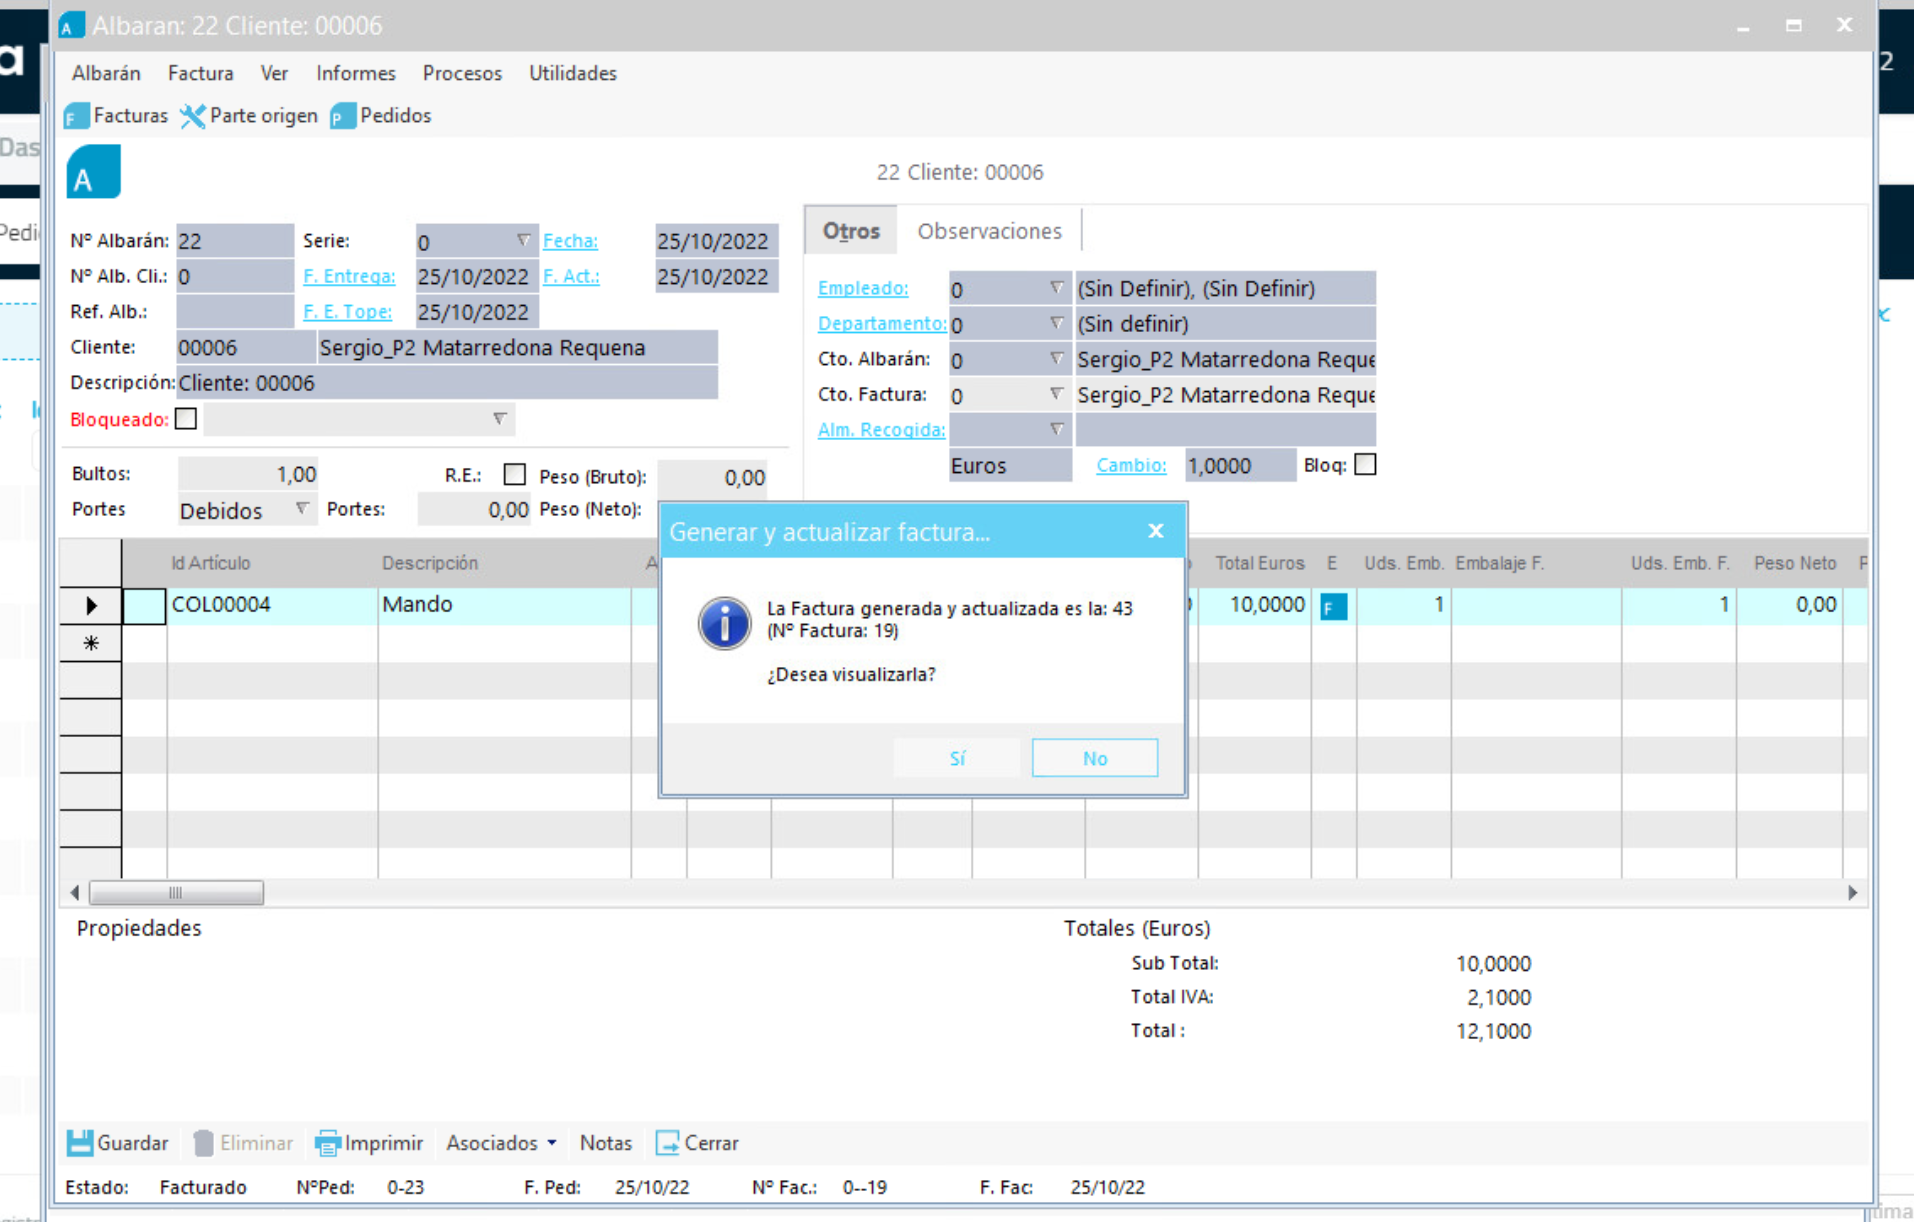 Albaran: 22 Cliente: 00006
Albarán Factura Ver Informes Procesos Utilidades
Facturas Parte origen Pedidos
22 Cliente: 00006
Nº Albarán: 22 Serie: 0 Fecha: 25/10/2022
Nº Alb. Cli.: 0 F. Entrega: 25/10/2022 F. Act.: 25/10/2022
Ref. Alb.: F. E. Tope: 25/10/2022
Cliente: 00006 Sergio_P2 Matarredona Requena
Descripción: Cliente: 00006
Bloqueado:
Bultos: 1,00 R.E.: Peso (Bruto): 0,00
Portes Debidos Portes: 0,00 Peso (Neto):
Otros Observaciones
Empleado: 0 (Sin Definir), (Sin Definir)
Departamento: 0 (Sin definir)
Cto. Albarán: 0 Sergio_P2 Matarredona Reque
Cto. Factura: 0 Sergio_P2 Matarredona Reque
Alm. Recogida:
Euros Cambio: 1,0000 Bloq:
Id Artículo Descripción A Total Euros E Uds. Emb. Embalaje F. Uds. Emb. F. Peso Neto P
COL00004 Mando 10,0000 F 1 1 0,00
Generar y actualizar factura...
La Factura generada y actualizada es la: 43
(Nº Factura: 19)
¿Desea visualizarla?
Sí No
Propiedades
Totales (Euros)
Sub Total: 10,0000
Total IVA: 2,1000
Total : 12,1000
Guardar Eliminar Imprimir Asociados Notas Cerrar
Estado: Facturado NºPed: 0-23 F. Ped: 25/10/22 Nº Fac.: 0--19 F. Fac: 25/10/22